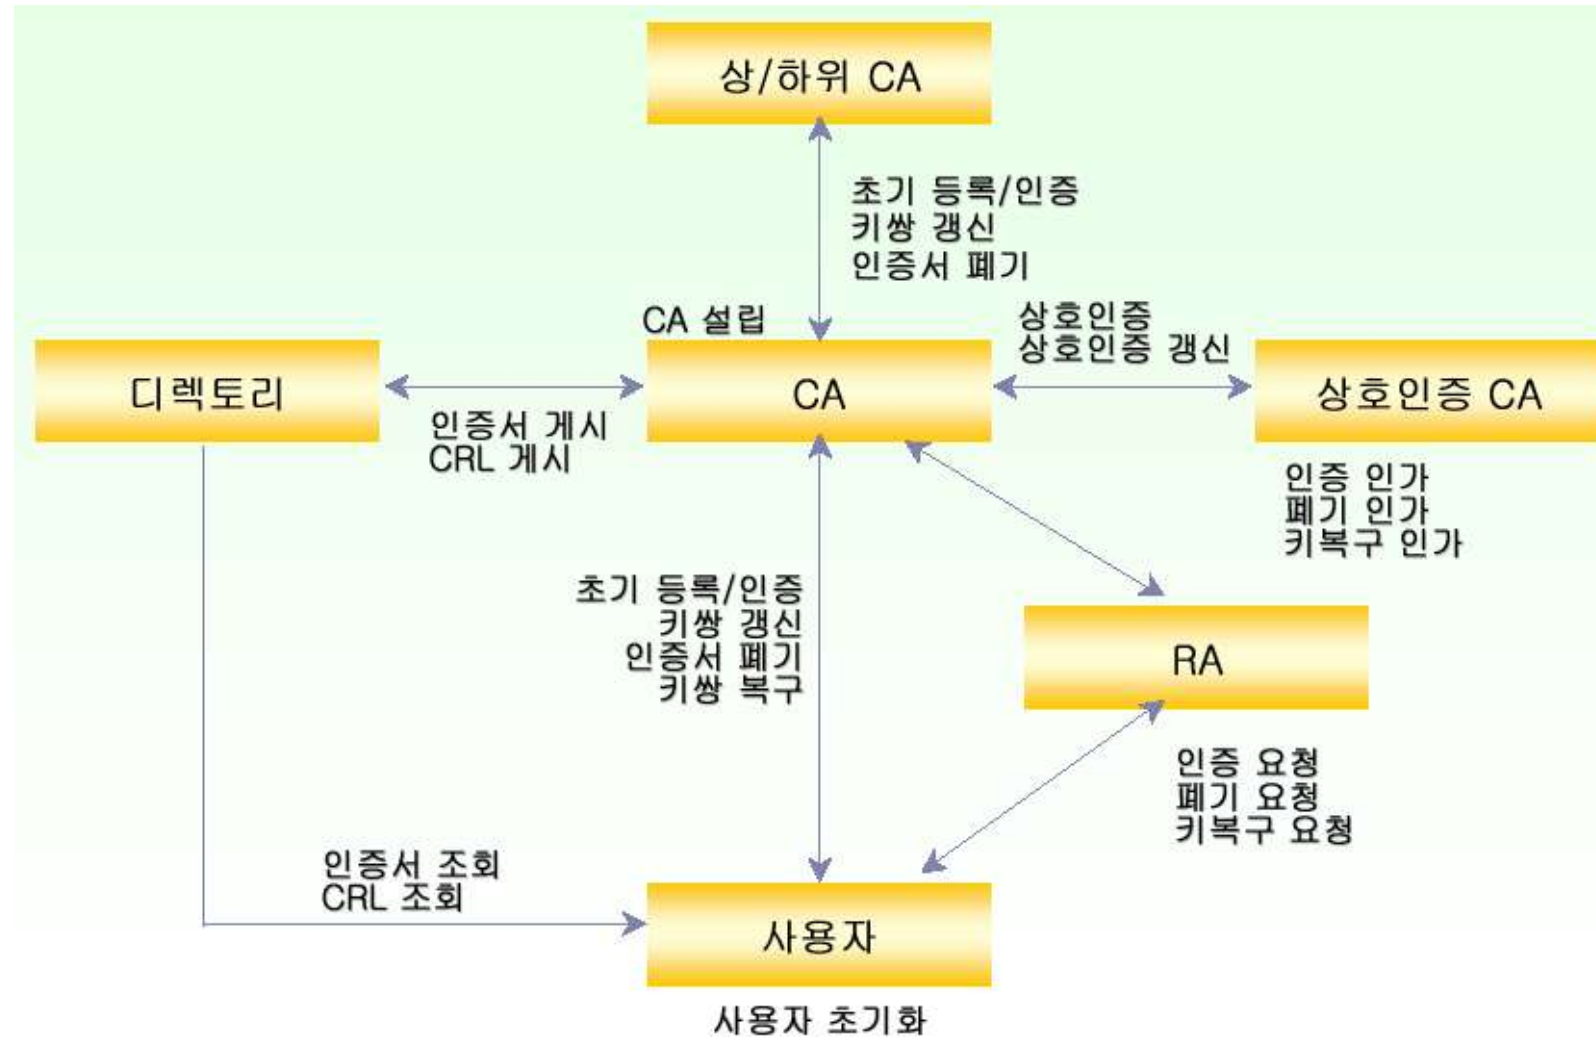 상/하위 CA
초기 등록/인증
키쌍 갱신
인증서 폐기
CA 설립
상호인증
상호인증 갱신
디렉토리
CA
상호인증 CA
인증서 게시
CRL 게시
인증 인가
폐기 인가
키복구 인가
초기 등록/인증
키쌍 갱신
인증서 폐기
키쌍 복구
RA
인증 요청
폐기 요청
키복구 요청
인증서 조회
CRL 조회
사용자
사용자 초기화